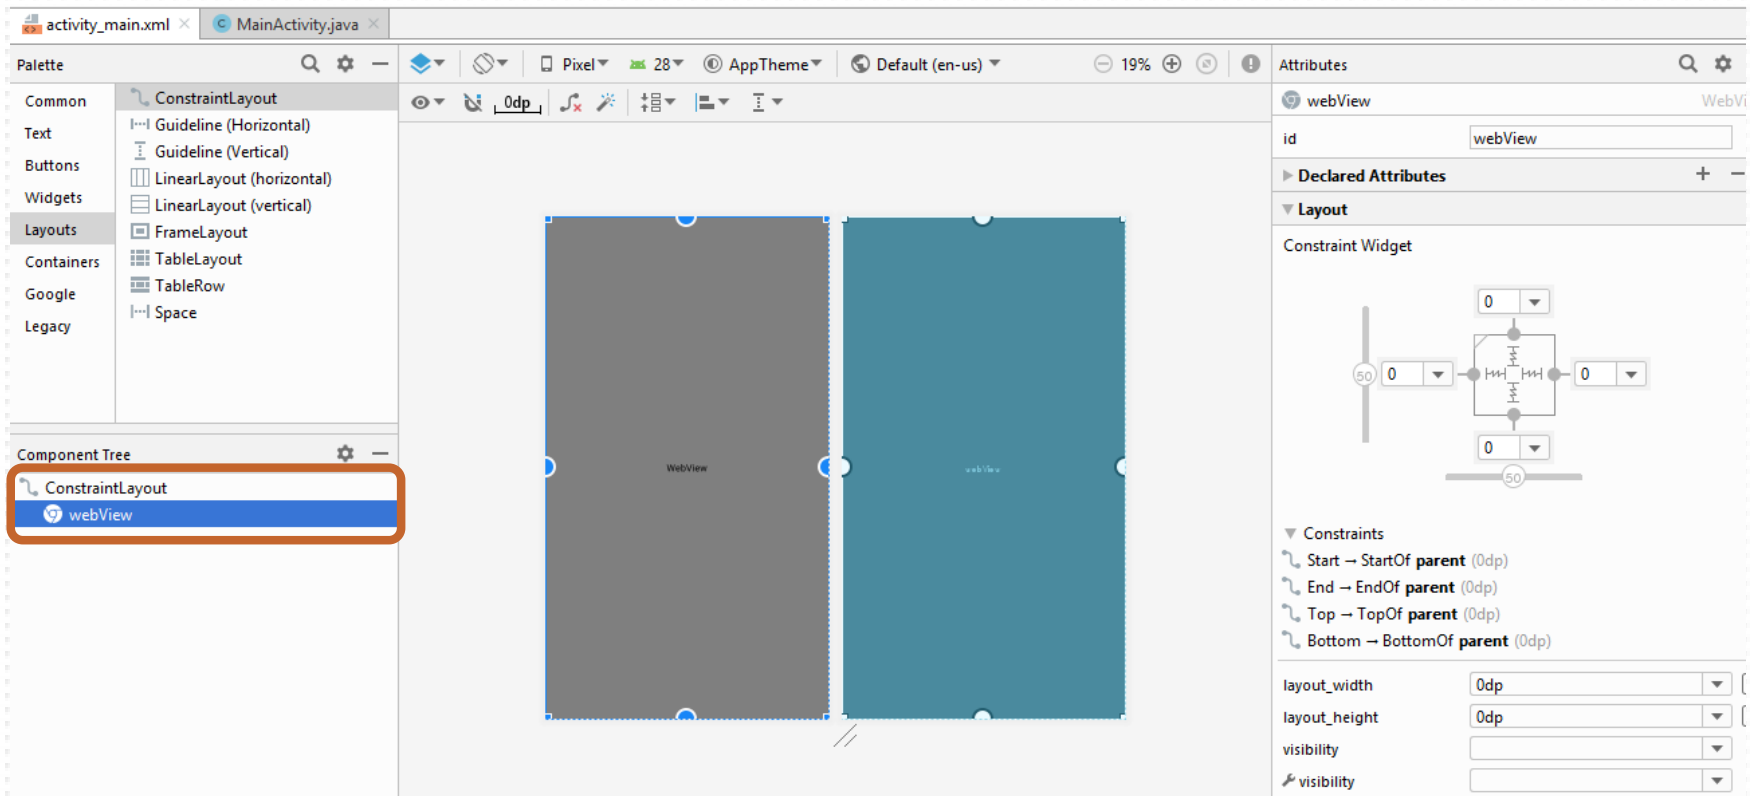 activity_main.xml
MainActivity.java
Palette
Pixel
28
AppTheme
Default (en-us)
19%
Attributes
Common
Text
Buttons
Widgets
Layouts
Containers
Google
Legacy
ConstraintLayout
Guideline (Horizontal)
Guideline (Vertical)
LinearLayout (horizontal)
LinearLayout (vertical)
FrameLayout
TableLayout
TableRow
Space
0dp
Component Tree
ConstraintLayout
webView
WebView
webView
webView
WebVi
id
webView
Declared Attributes
Layout
Constraint Widget
0
50
0
0
0
50
Constraints
Start → StartOf parent (0dp)
End → EndOf parent (0dp)
Top → TopOf parent (0dp)
Bottom → BottomOf parent (0dp)
layout_width
0dp
layout_height
0dp
visibility
visibility